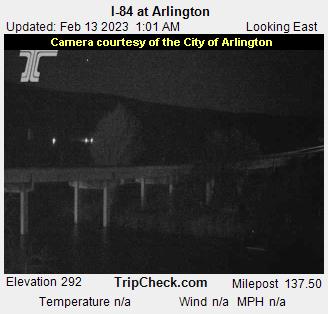 I-84 at Arlington
Updated: Feb 13 2023 1:01 AM Looking East
Camera courtesy of the City of Arlington
Elevation 292 TripCheck.com Milepost 137.50
Temperature n/a Wind n/a MPH n/a